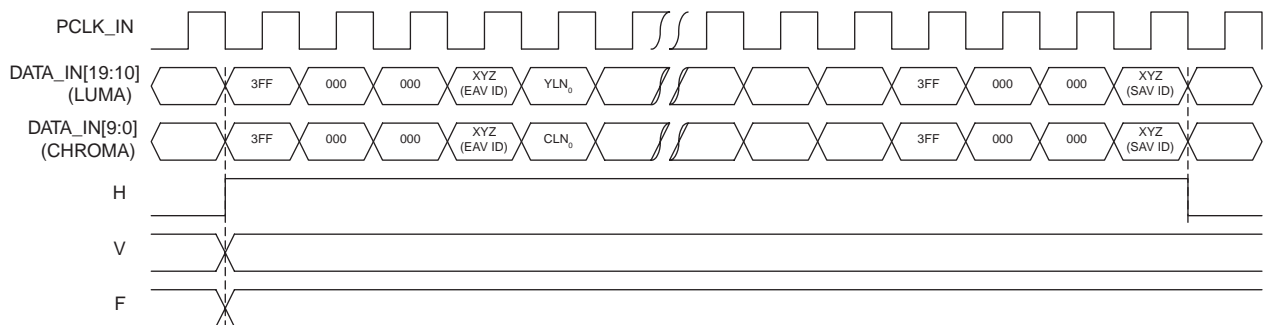 PCLK_IN
DATA_IN[19:10]
(LUMA)
3FF 000 000 XYZ (EAV ID) YLN0 3FF 000 000 XYZ (SAV ID)
DATA_IN[9:0]
(CHROMA)
3FF 000 000 XYZ (EAV ID) CLN0 3FF 000 000 XYZ (SAV ID)
H
V
F